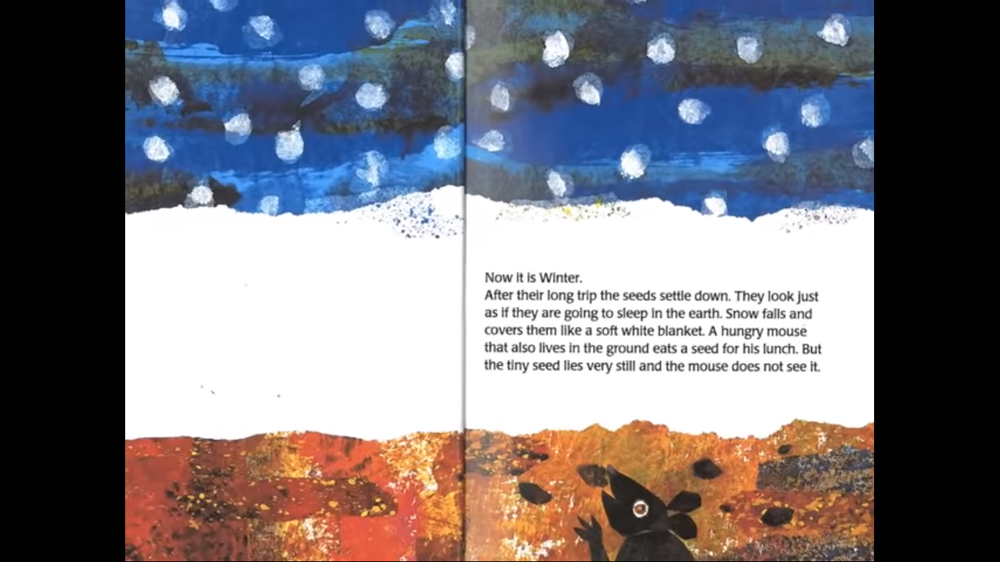 Now it is Winter.
After their long trip the seeds settle down. They look just
as if they are going to sleep in the earth. Snow falls and
covers them like a soft white blanket. A hungry mouse
that also lives in the ground eats a seed for his lunch. But
the tiny seed lies very still and the mouse does not see it.